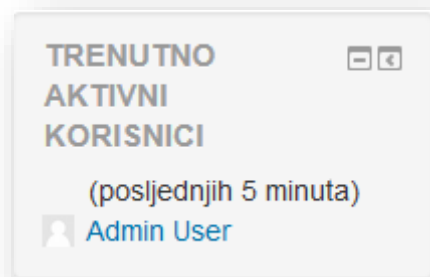 TRENUTNO
AKTIVNI
KORISNICI
(posljednjih 5 minuta)
Admin User